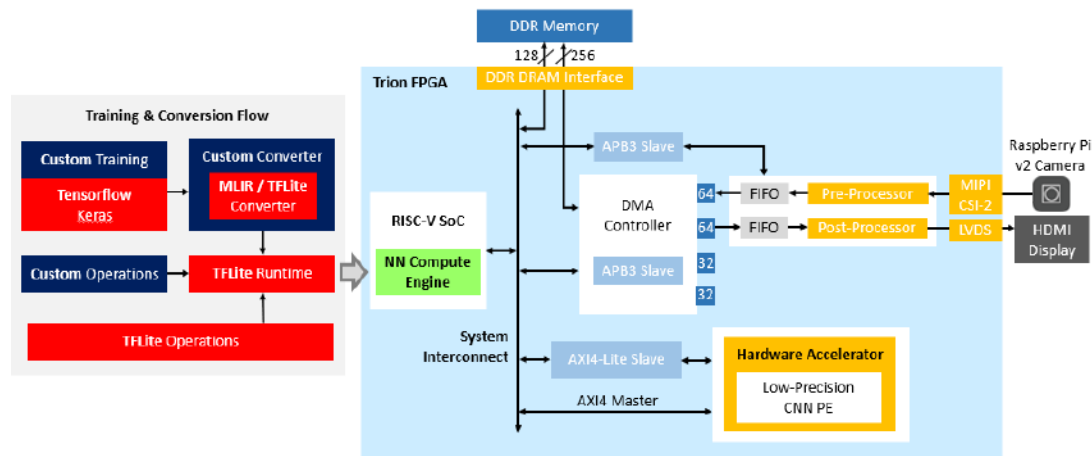 DDR Memory
128
256
DDR DRAM Interface
Trion FPGA
Training & Conversion Flow
Custom Training
Tensorflow
Keras
Custom Converter
MLIR / TFLite
Converter
Custom Operations
TFLite Runtime
TFLite Operations
RISC-V SoC
NN Compute
Engine
System
Interconnect
APB3 Slave
DMA
Controller
APB3 Slave
64
64
32
32
FIFO
Pre-Processor
FIFO
Post-Processor
MIPI
CSI-2
LVDS
Raspberry Pi
v2 Camera
HDMI
Display
AXI4-Lite Slave
AXI4 Master
Hardware Accelerator
Low-Precision
CNN PE